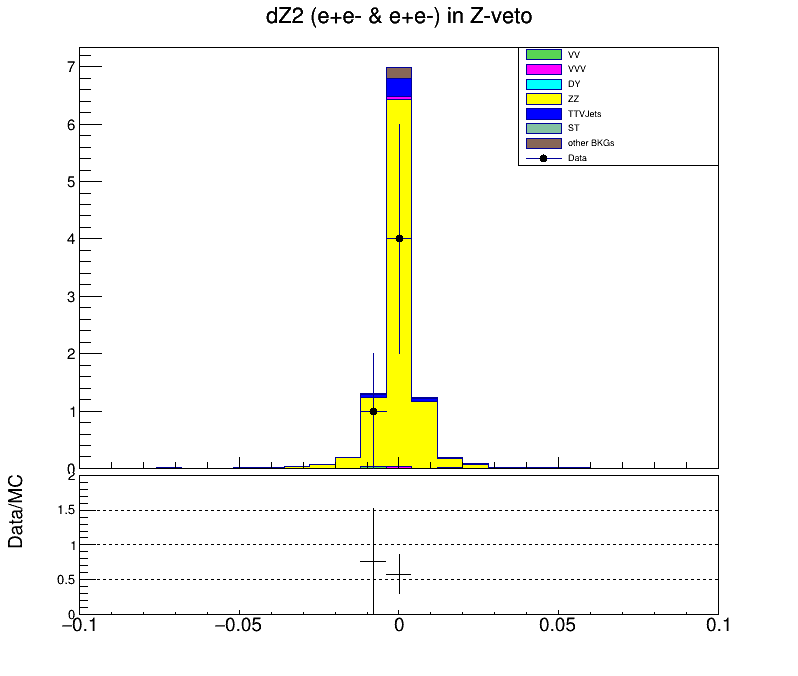 dZ2 (e+e- & e+e-) in Z-veto
VV
VVV
DY
ZZ
TTVJets
ST
other BKGs
Data
7
6
5
4
3
2
1
0
2
1.5
1
0.5
0
Data/MC
−0.1
−0.05
0
0.05
0.1